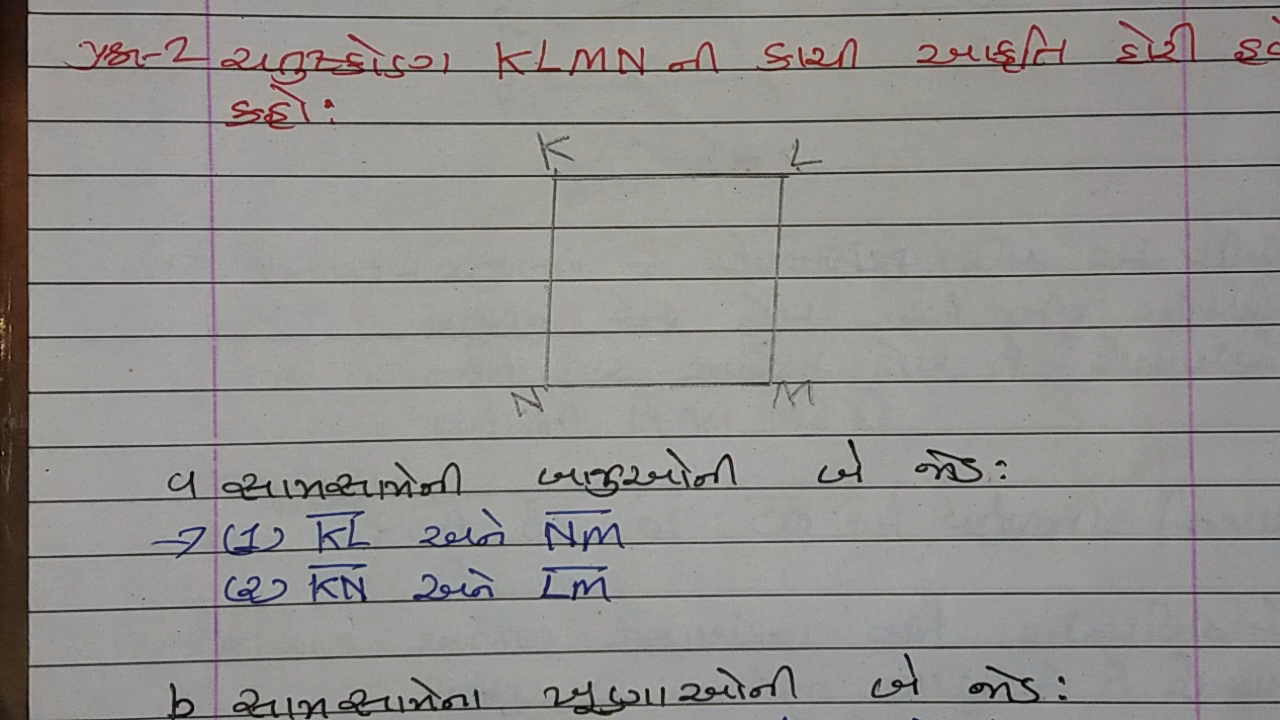 પ્રશ્ન-2 ચતુષ્કોણ KLMN ની કાચી આકૃતિ દોરી
કહો:
K L
N M
a સામસામેની બાજુઓની બે જોડ:
→ (1) KL અને NM
(2) KN અને LM
b સામસામેના ખૂણાઓની બે જોડ: